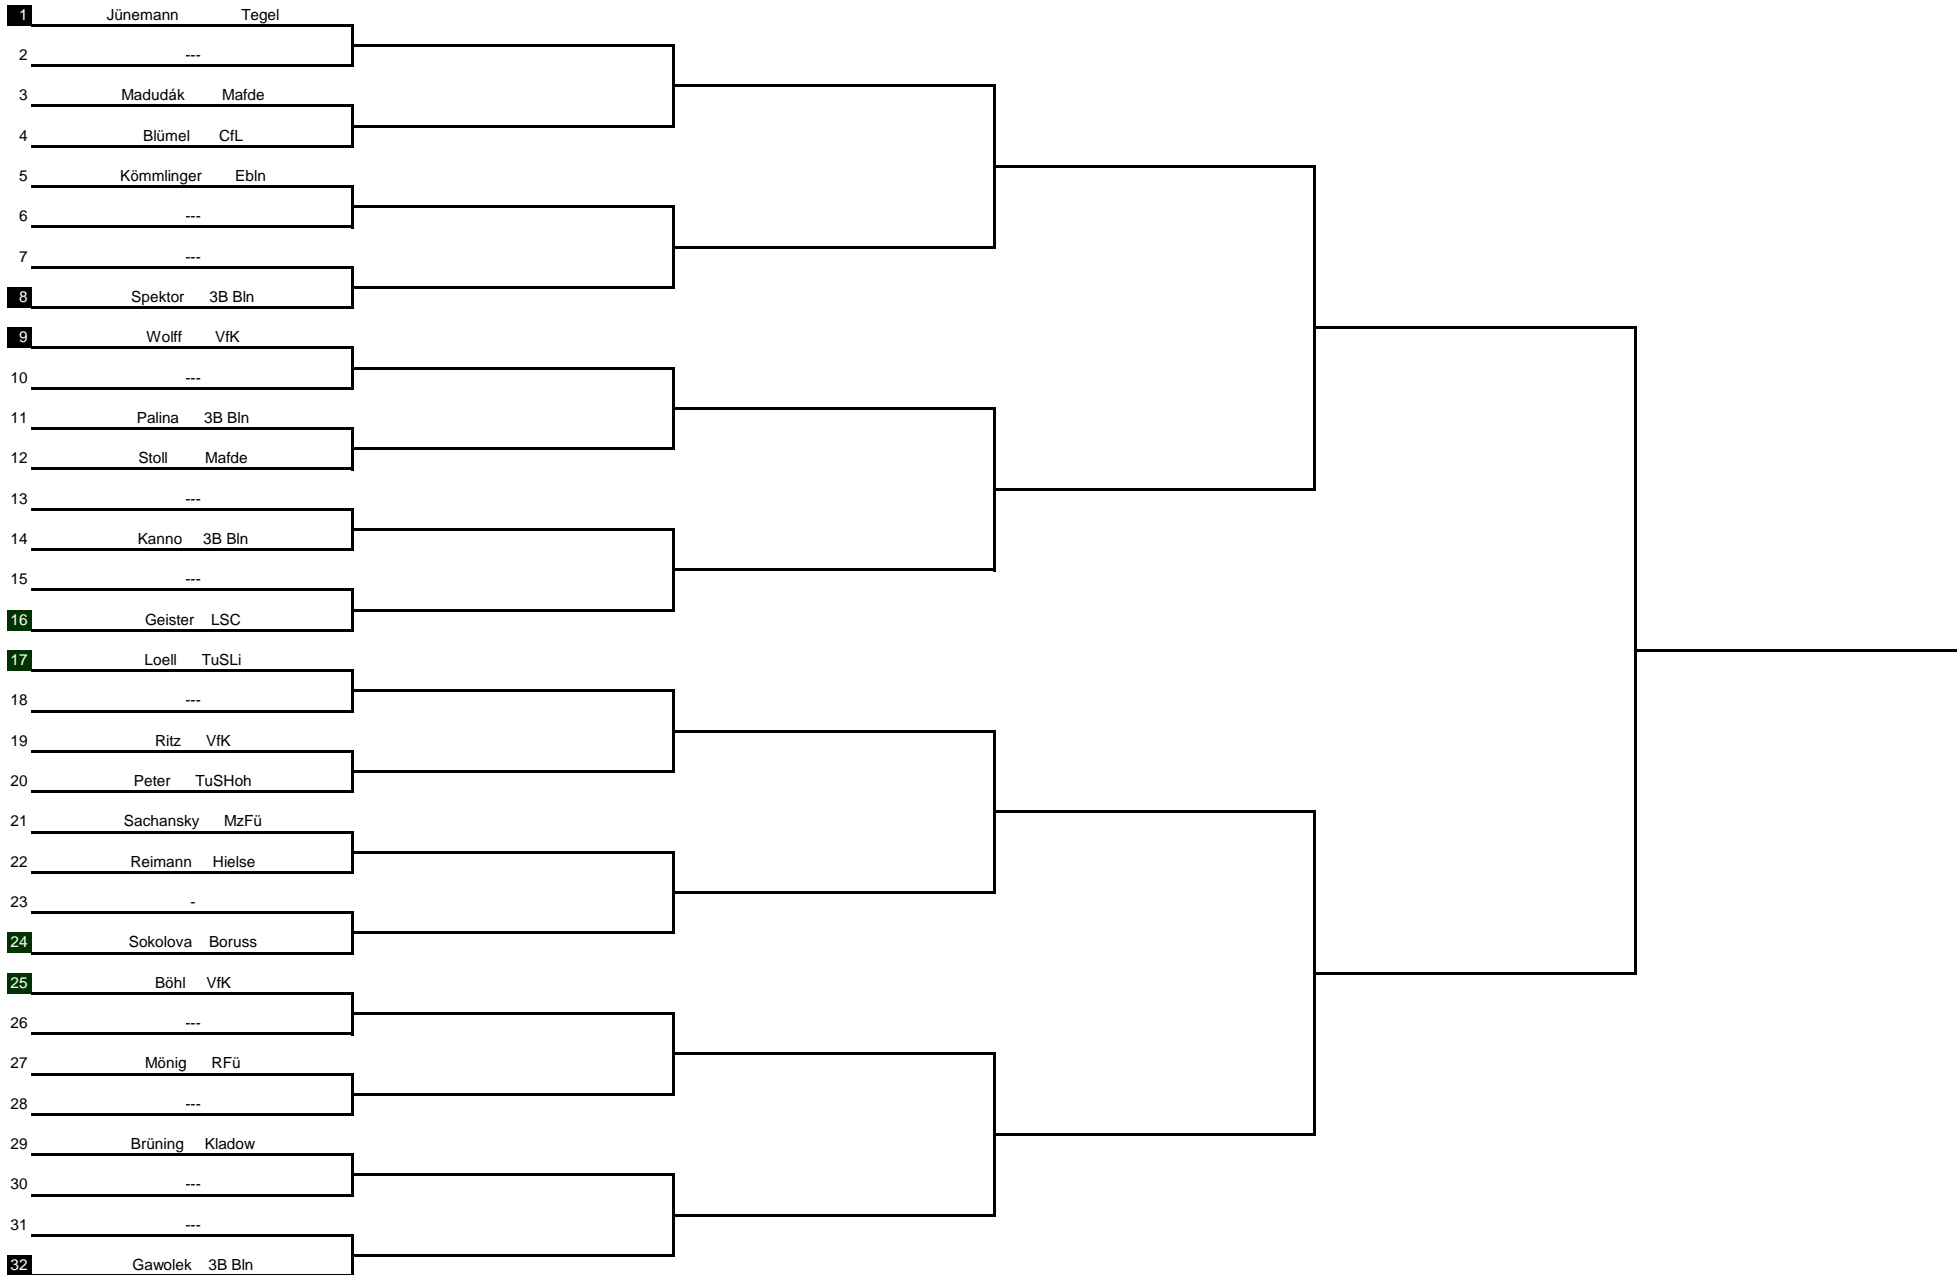 1 Jünemann Tegel
2 ---
3 Madudák Mafde
4 Blümel CfL
5 Kömmlinger Ebln
6 ---
7 ---
8 Spektor 3B Bln
9 Wolff VfK
10 ---
11 Palina 3B Bln
12 Stoll Mafde
13 ---
14 Kanno 3B Bln
15 ---
16 Geister LSC
17 Loell TuSLi
18 ---
19 Ritz VfK
20 Peter TuSHoh
21 Sachansky MzFü
22 Reimann Hielse
23 -
24 Sokolova Boruss
25 Böhl VfK
26 ---
27 Mönig RFü
28 ---
29 Brüning Kladow
30 ---
31 ---
32 Gawolek 3B Bln